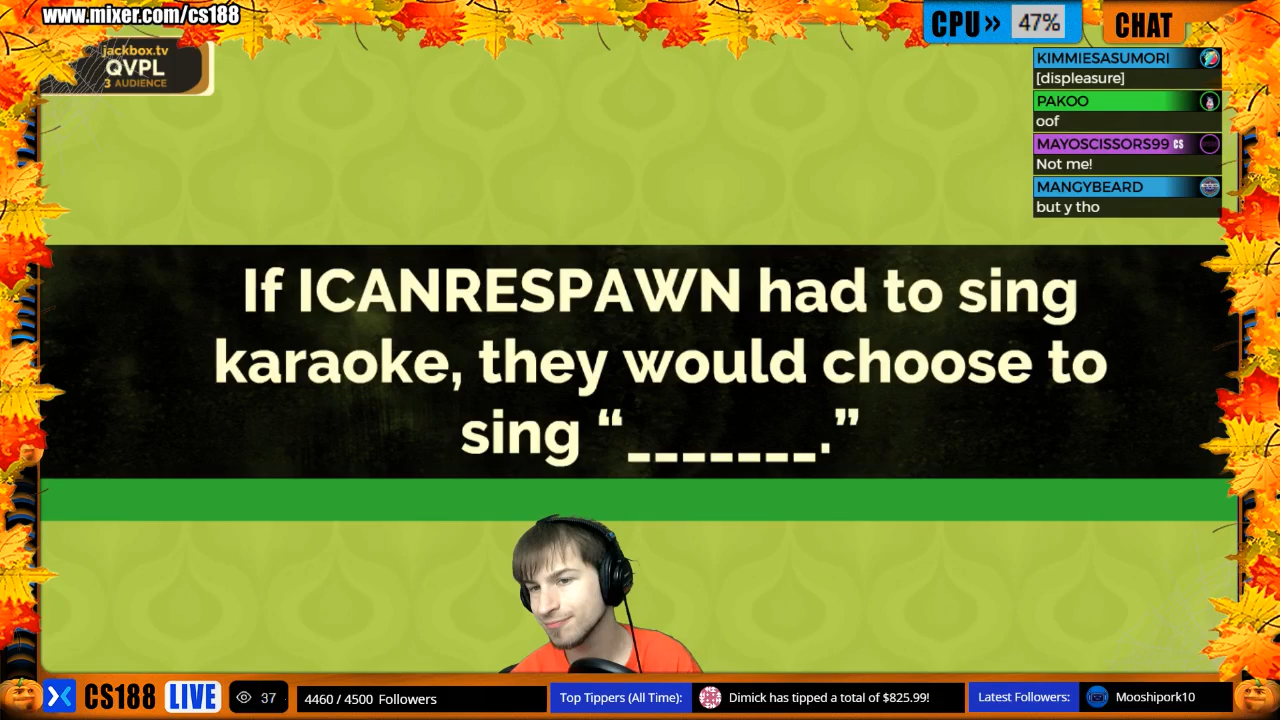 www.mixer.com/cs188
CPU»
47%
CHAT
jackbox.tv
QVPL
3 AUDIENCE
KIMMIESASUMORI
[displeasure]
PAKOO
oof
MAYOSCISSORS99 CS
Not me!
MANGYBEARD
but y tho
If ICANRESPAWN had to sing
karaoke, they would choose to
sing “_______.”
CS188 LIVE
37
4460 / 4500 Followers
Top Tippers (All Time):
Dimick has tipped a total of $825.99!
Latest Followers:
Mooshipork10